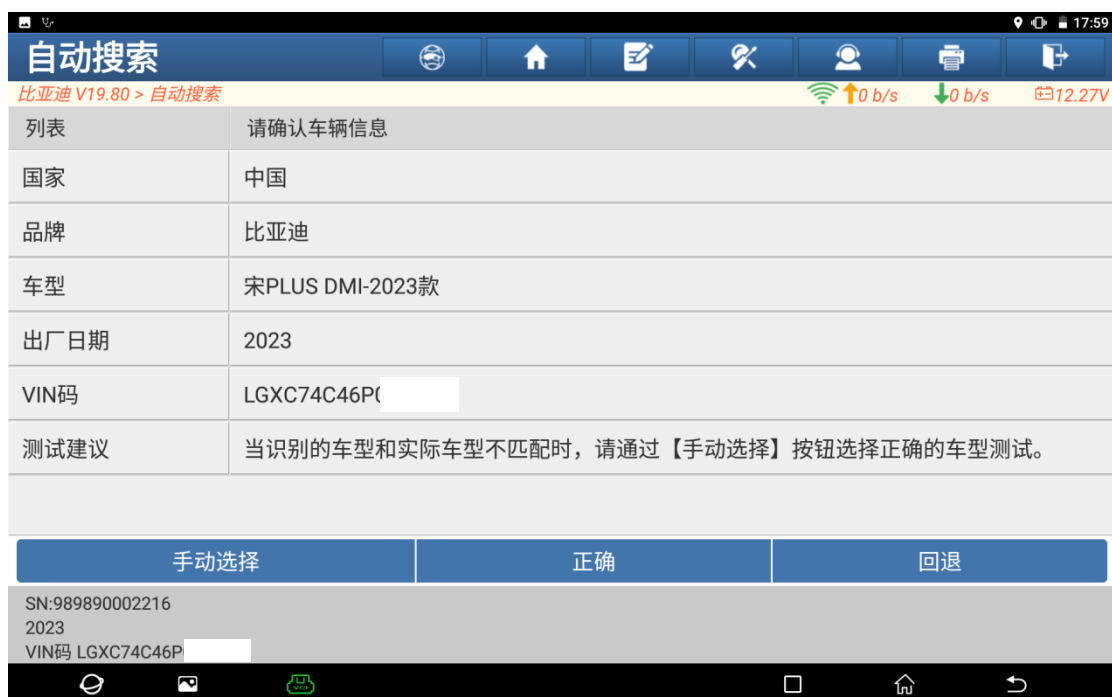 17:59
自动搜索
比亚迪 V19.80 > 自动搜索 0 b/s 0 b/s 12.27V
列表 请确认车辆信息
国家 中国
品牌 比亚迪
车型 宋PLUS DMI-2023款
出厂日期 2023
VIN码 LGXC74C46P
测试建议 当识别的车型和实际车型不匹配时，请通过【手动选择】按钮选择正确的车型测试。
手动选择 正确 回退
SN:989890002216
2023
VIN码 LGXC74C46P
VCI